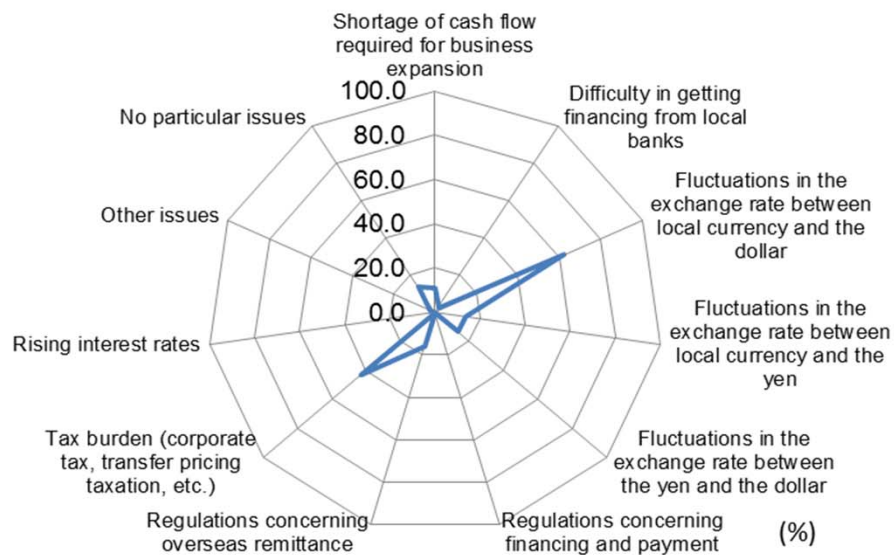 Shortage of cash flow
required for business
expansion
Difficulty in getting
financing from local
banks
Fluctuations in the
exchange rate between
local currency and the
dollar
Fluctuations in the
exchange rate between
local currency and the
yen
Fluctuations in the
exchange rate between
the yen and the dollar
Regulations concerning
financing and payment
Regulations concerning
overseas remittance
Tax burden (corporate
tax, transfer pricing
taxation, etc.)
Rising interest rates
Other issues
No particular issues
100.0
80.0
60.0
40.0
20.0
0.0
(%)